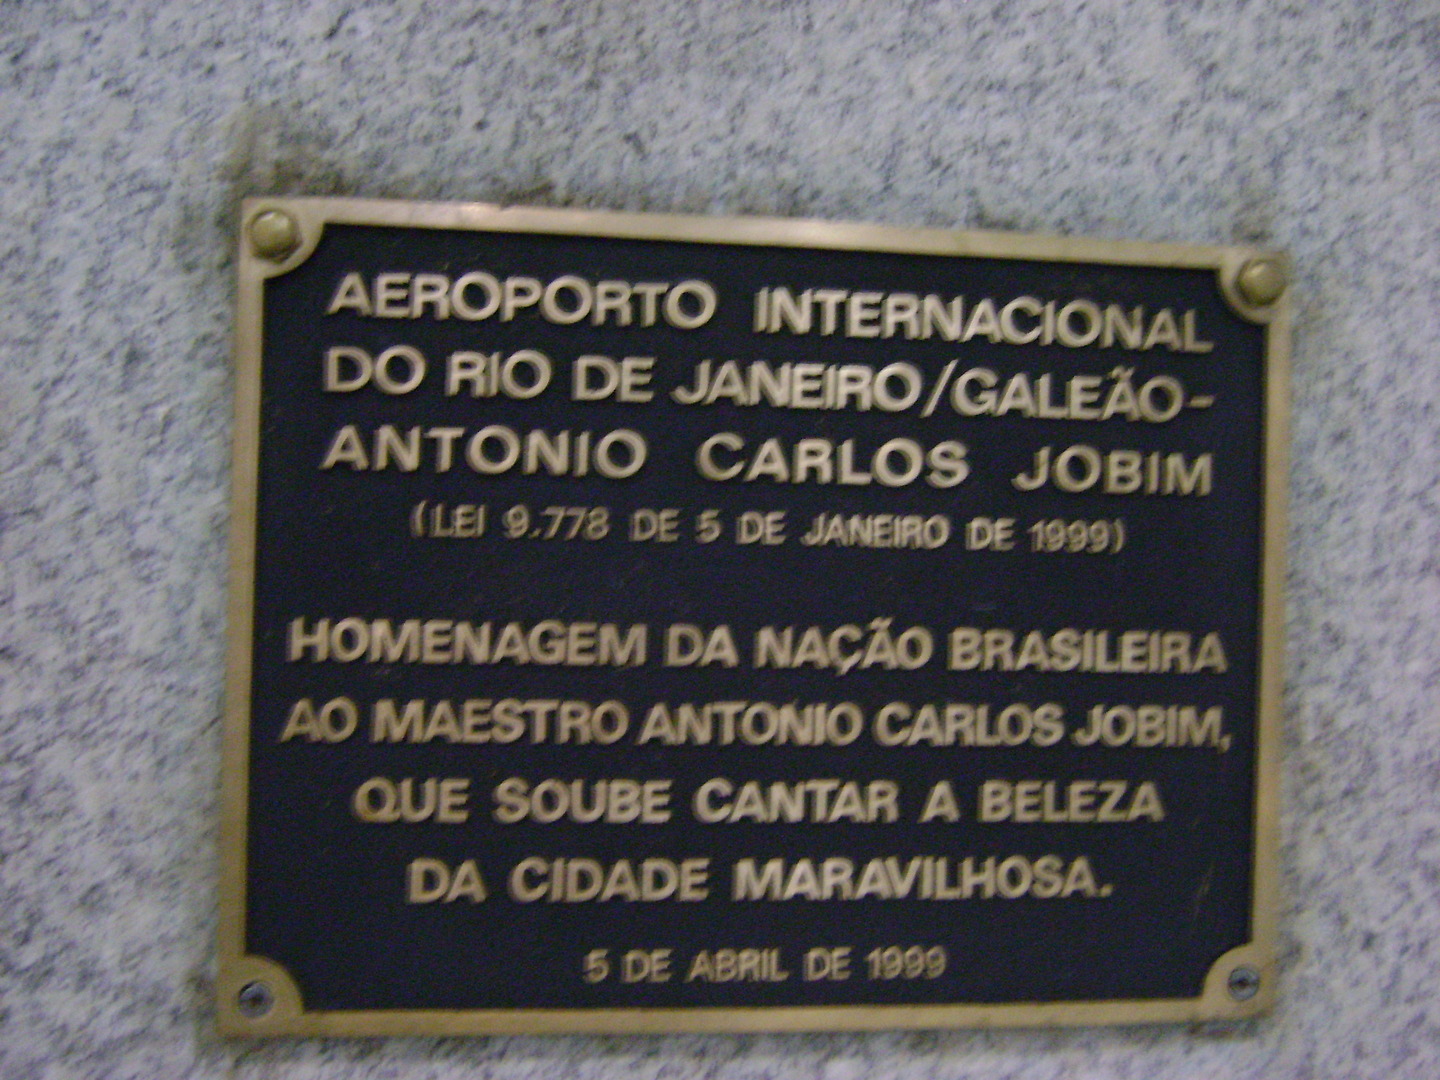 AEROPORTO INTERNACIONAL
DO RIO DE JANEIRO/GALEÃO-
ANTONIO CARLOS JOBIM
(LEI 9.778 DE 5 DE JANEIRO DE 1999)
HOMENAGEM DA NAÇÃO BRASILEIRA
AO MAESTRO ANTONIO CARLOS JOBIM,
QUE SOUBE CANTAR A BELEZA
DA CIDADE MARAVILHOSA.
5 DE ABRIL DE 1999